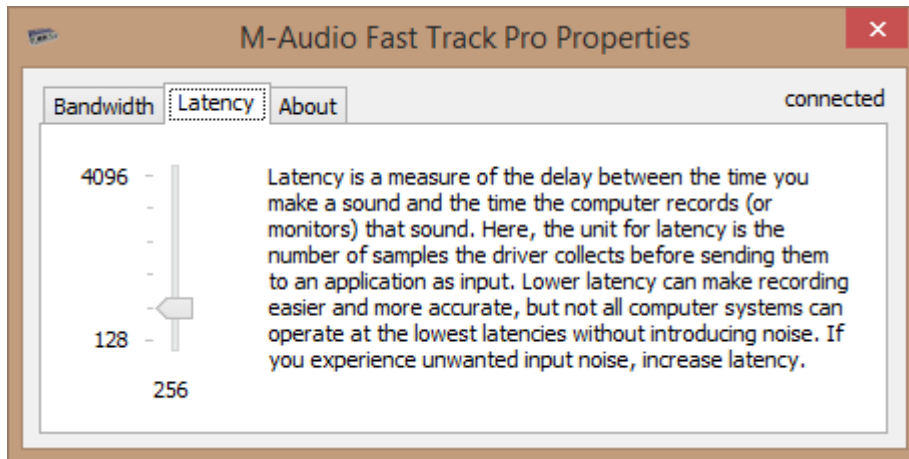 M-Audio Fast Track Pro Properties
Bandwidth Latency About connected
4096
128
256
Latency is a measure of the delay between the time you
make a sound and the time the computer records (or
monitors) that sound. Here, the unit for latency is the
number of samples the driver collects before sending them
to an application as input. Lower latency can make recording
easier and more accurate, but not all computer systems can
operate at the lowest latencies without introducing noise. If
you experience unwanted input noise, increase latency.